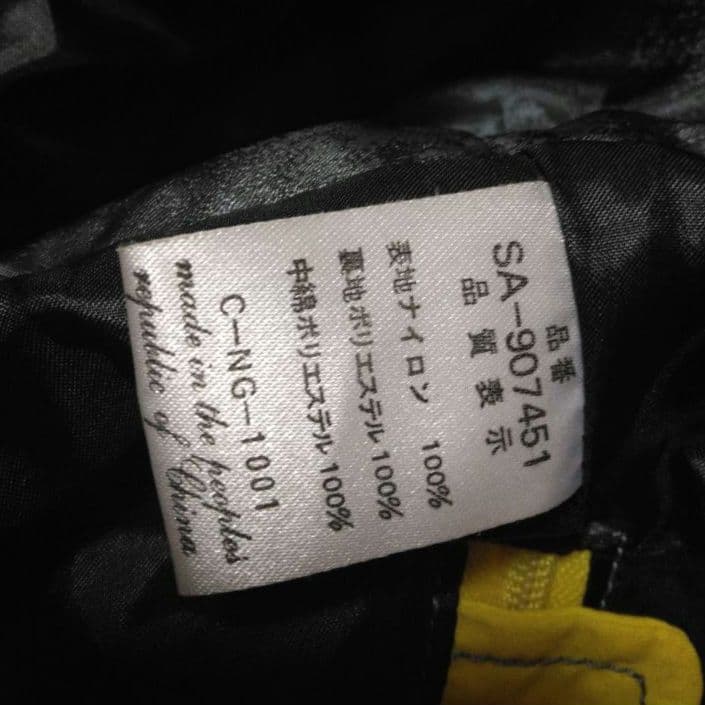 品番
SA-907451
品質表示
表地ナイロン 100%
裏地ポリエステル100%
中綿ポリエステル100%
C-NG-1001
made in the peoples
republic of China